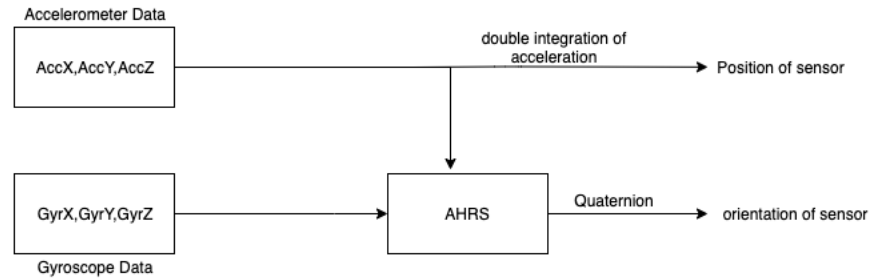 Accelerometer Data
AccX,AccY,AccZ
double integration of
acceleration
Position of sensor
GyrX,GyrY,GyrZ
AHRS
Quaternion
orientation of sensor
Gyroscope Data